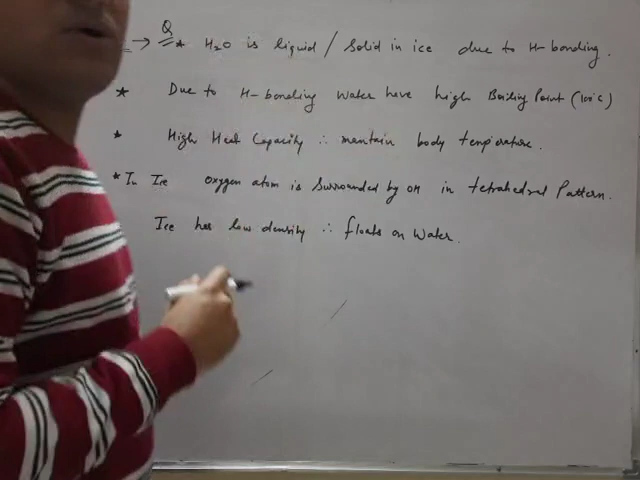 → Q * H2O is liquid / solid in ice due to H-bonding.
* Due to H-bonding water have high Boiling Point (100°C)
* High Heat Capacity ∴ mentain body temperature.
* In Ice oxygen atom is surrounded by OH in tetrahedral Pattern.
Ice has low density ∴ floats on water.